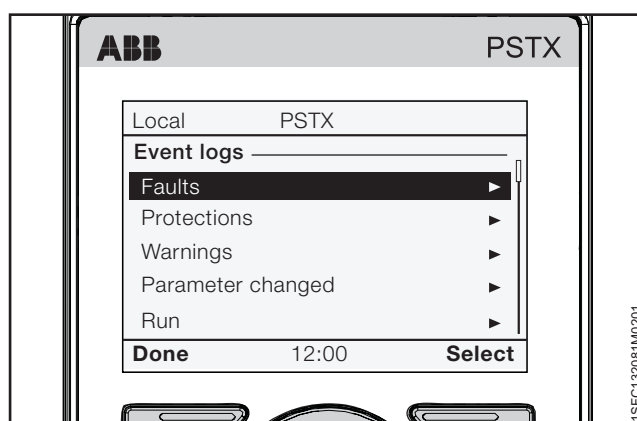 ABB PSTX
Local PSTX
Event logs
Faults
Protections
Warnings
Parameter changed
Run
Done 12:00 Select
1SFC132081M0201